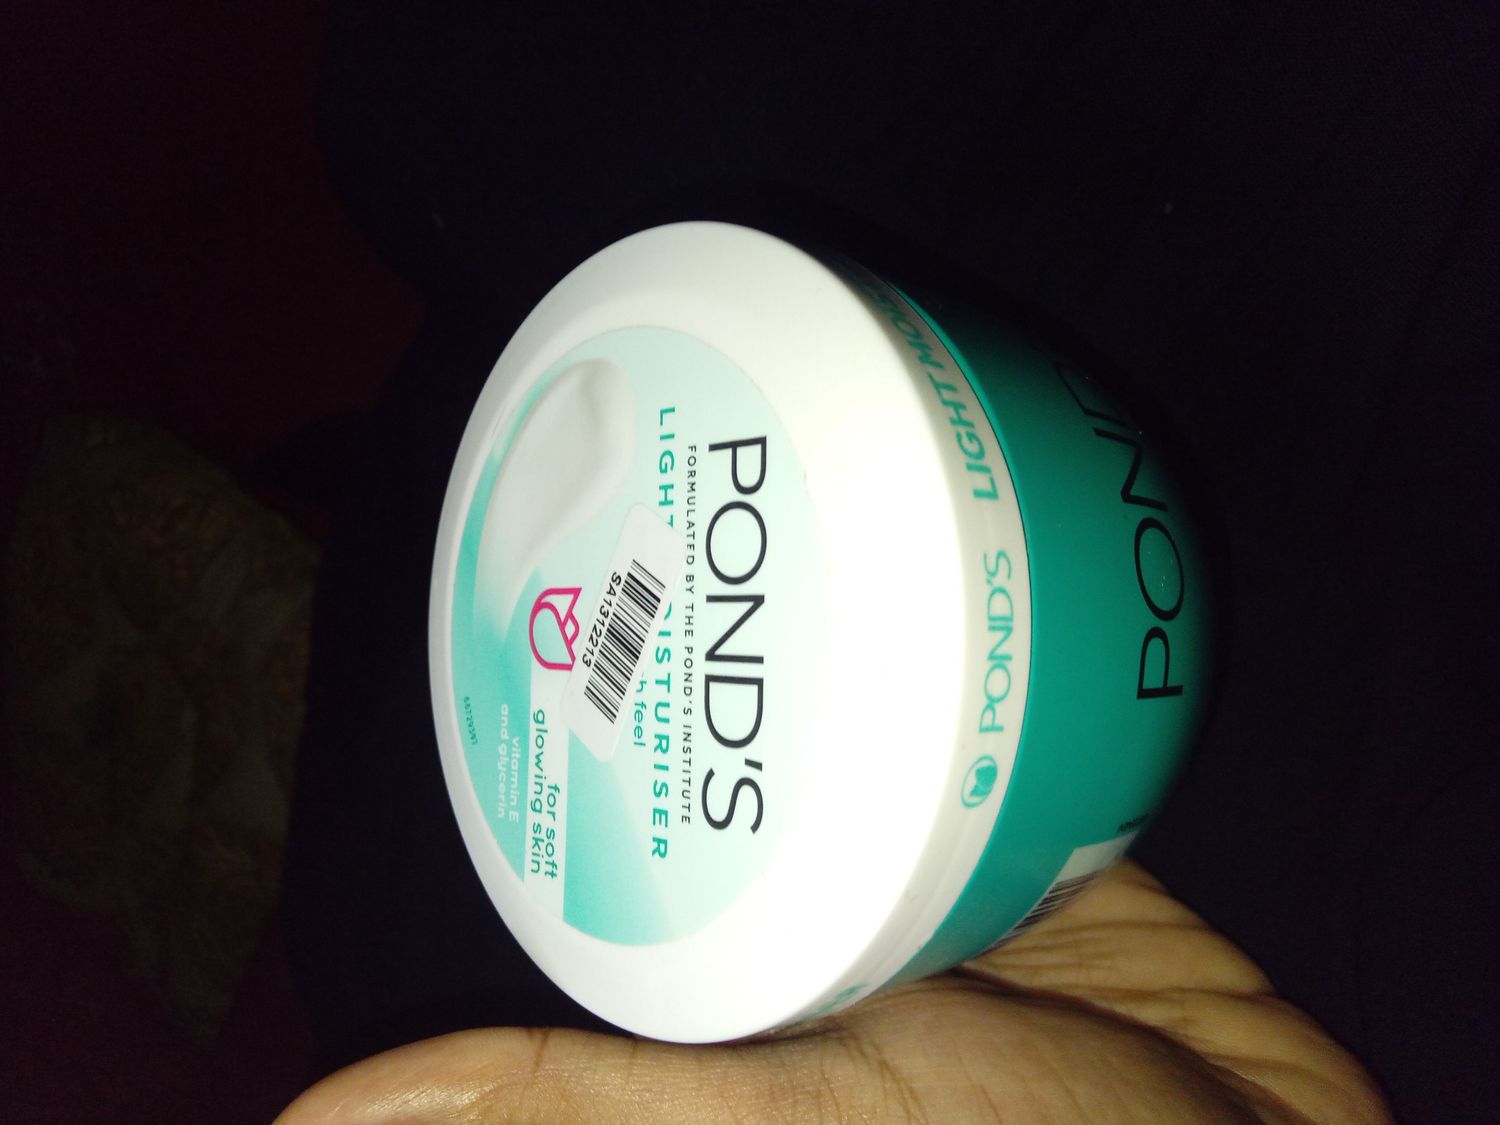 POND'S
FORMULATED BY THE POND'S INSTITUTE
LIGHT MOISTURISER
feel
SA1312213
for soft
glowing skin
vitamin E
and glycerin
POND'S LIGHT
POND